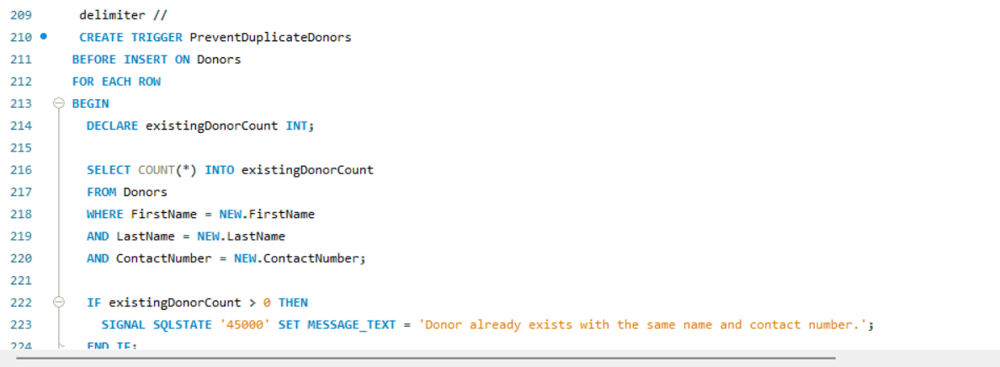 209 delimiter //
210 CREATE TRIGGER PreventDuplicateDonors
211 BEFORE INSERT ON Donors
212 FOR EACH ROW
213 BEGIN
214 DECLARE existingDonorCount INT;
215
216 SELECT COUNT(*) INTO existingDonorCount
217 FROM Donors
218 WHERE FirstName = NEW.FirstName
219 AND LastName = NEW.LastName
220 AND ContactNumber = NEW.ContactNumber;
221
222 IF existingDonorCount > 0 THEN
223 SIGNAL SQLSTATE '45000' SET MESSAGE_TEXT = 'Donor already exists with the same name and contact number.';
224 END IF;